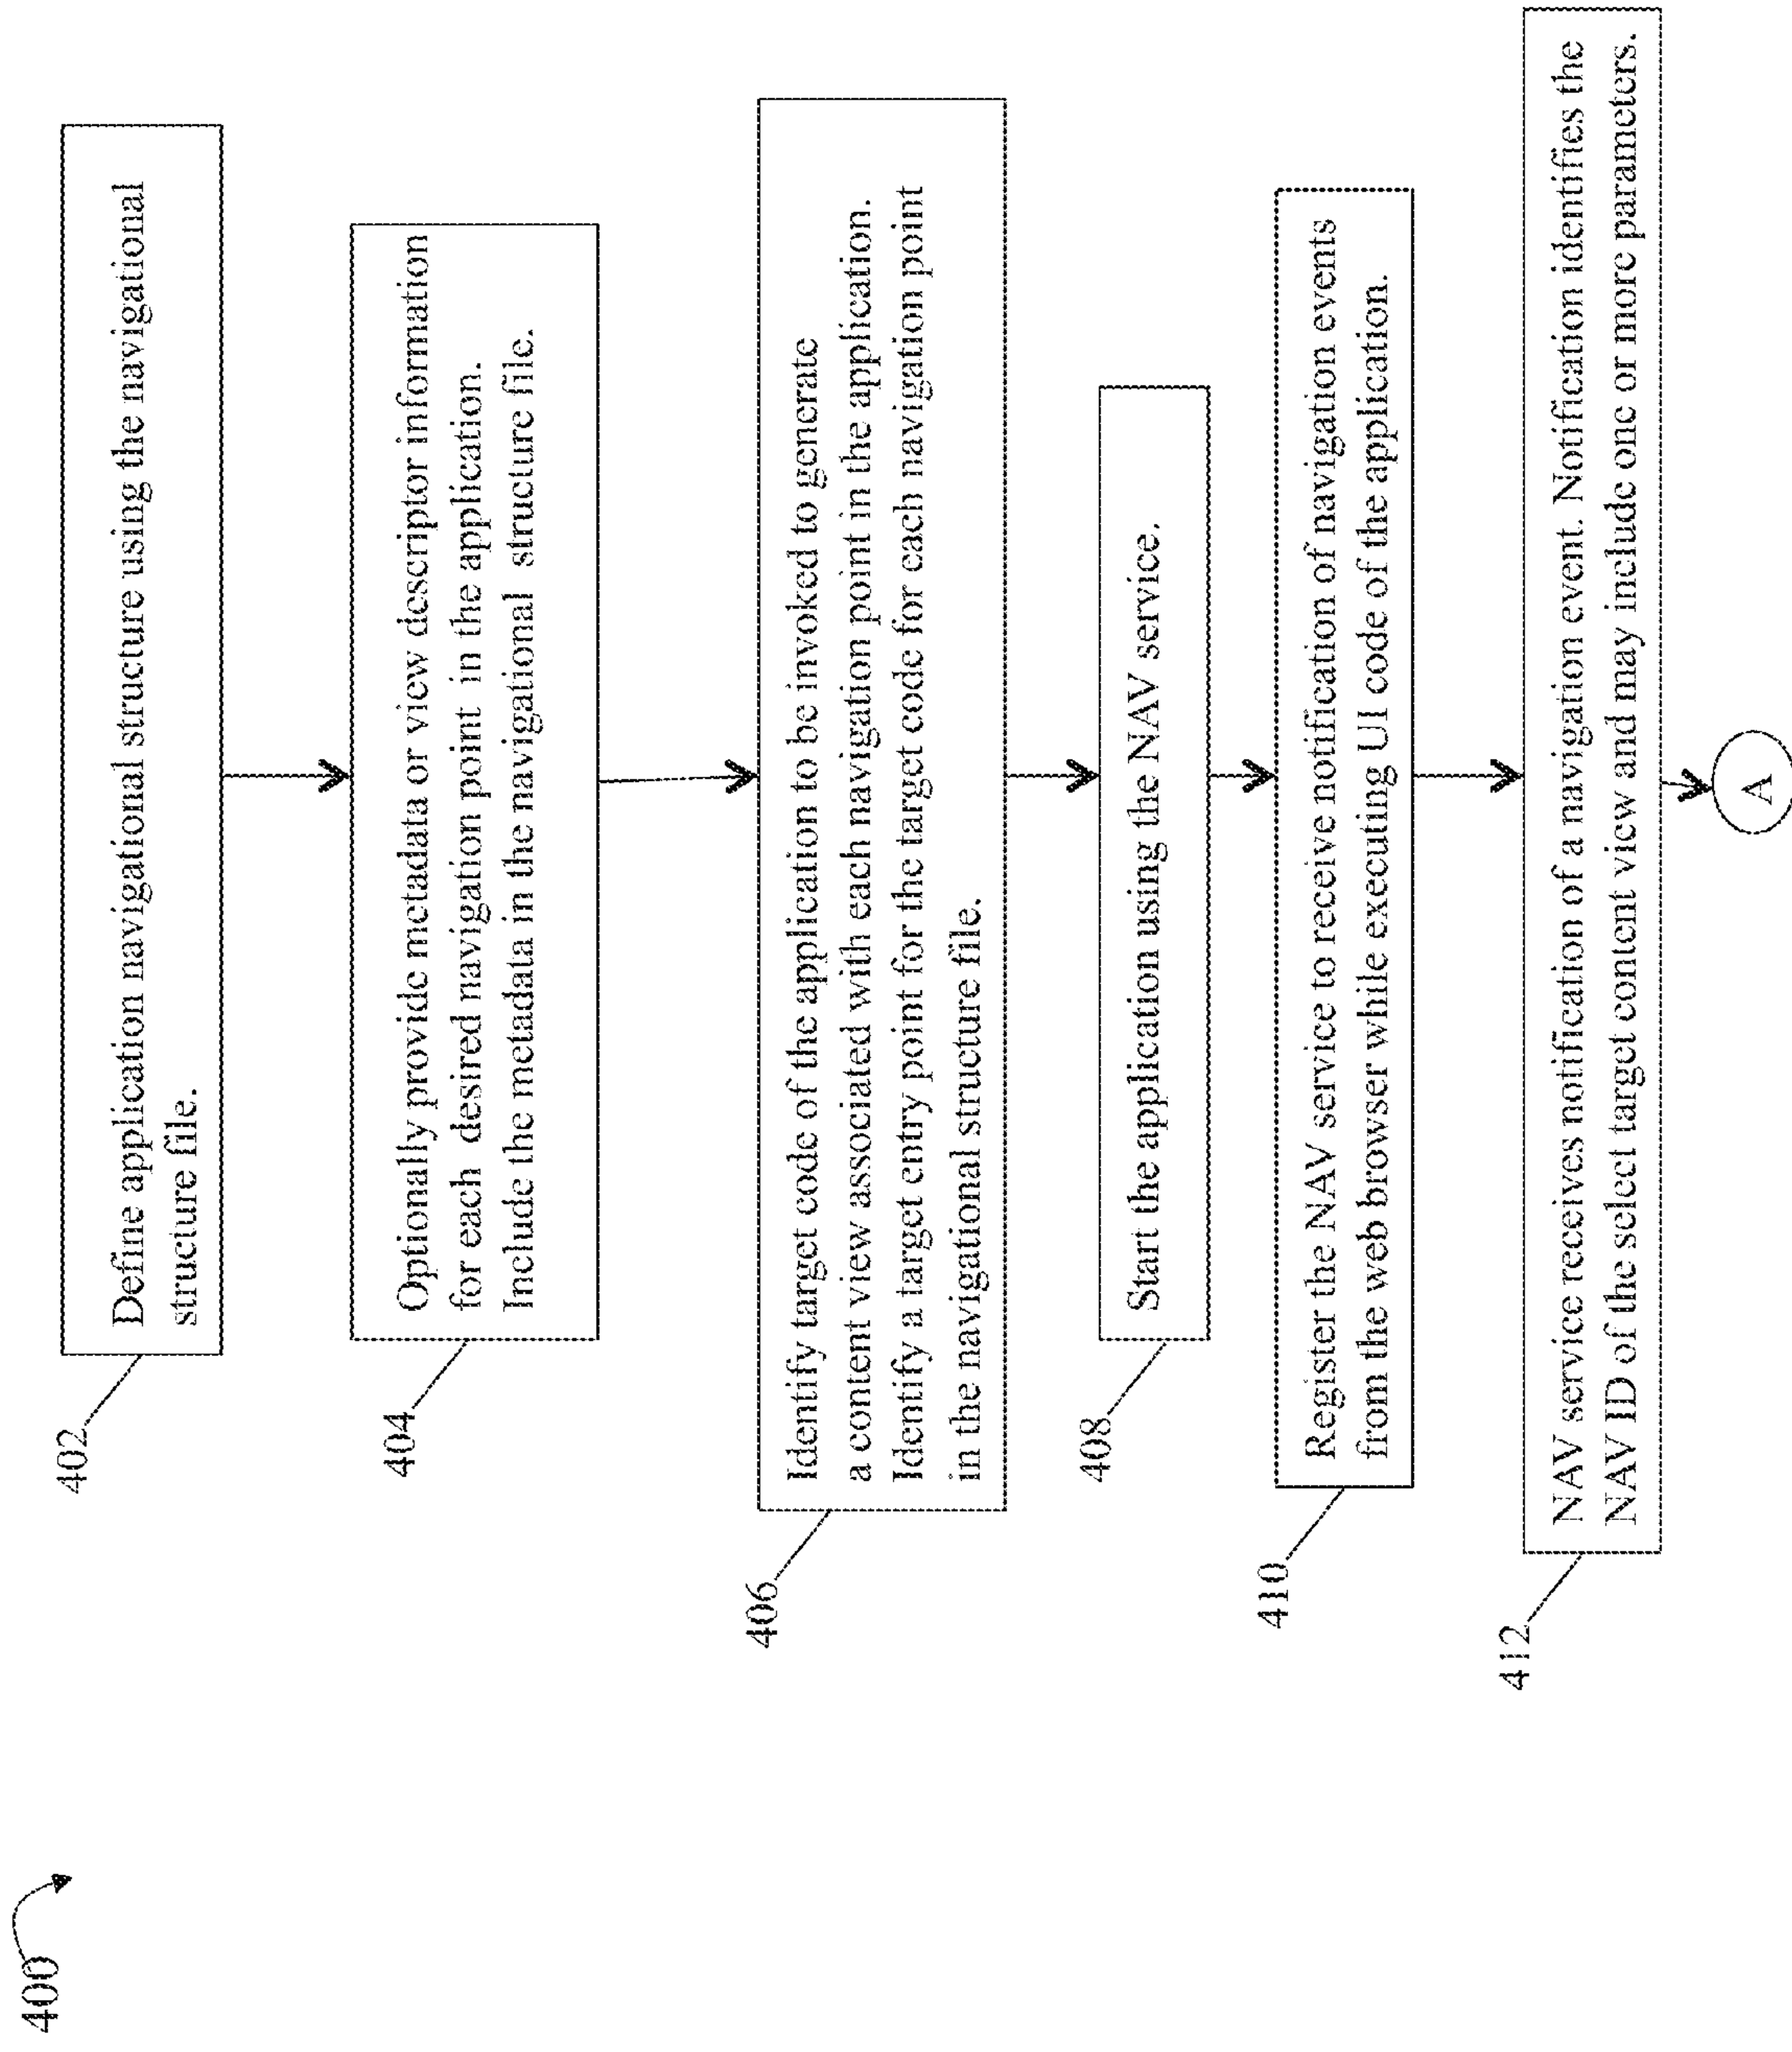 400
402
Define application navigational structure using the navigational
structure file.
404
Optionally provide metadata or view descriptor information
for each desired navigation point in the application.
Include the metadata in the navigational structure file.
406
Identify target code of the application to be invoked to generate
a content view associated with each navigation point in the application.
Identify a target entry point for the target code for each navigation point
in the navigational structure file.
408
Start the application using the NAV service.
410
Register the NAV service to receive notification of navigation events
from the web browser while executing UI code of the application.
412
NAV service receives notification of a navigation event. Notification identifies the
NAV ID of the select target content view and may include one or more parameters.
A